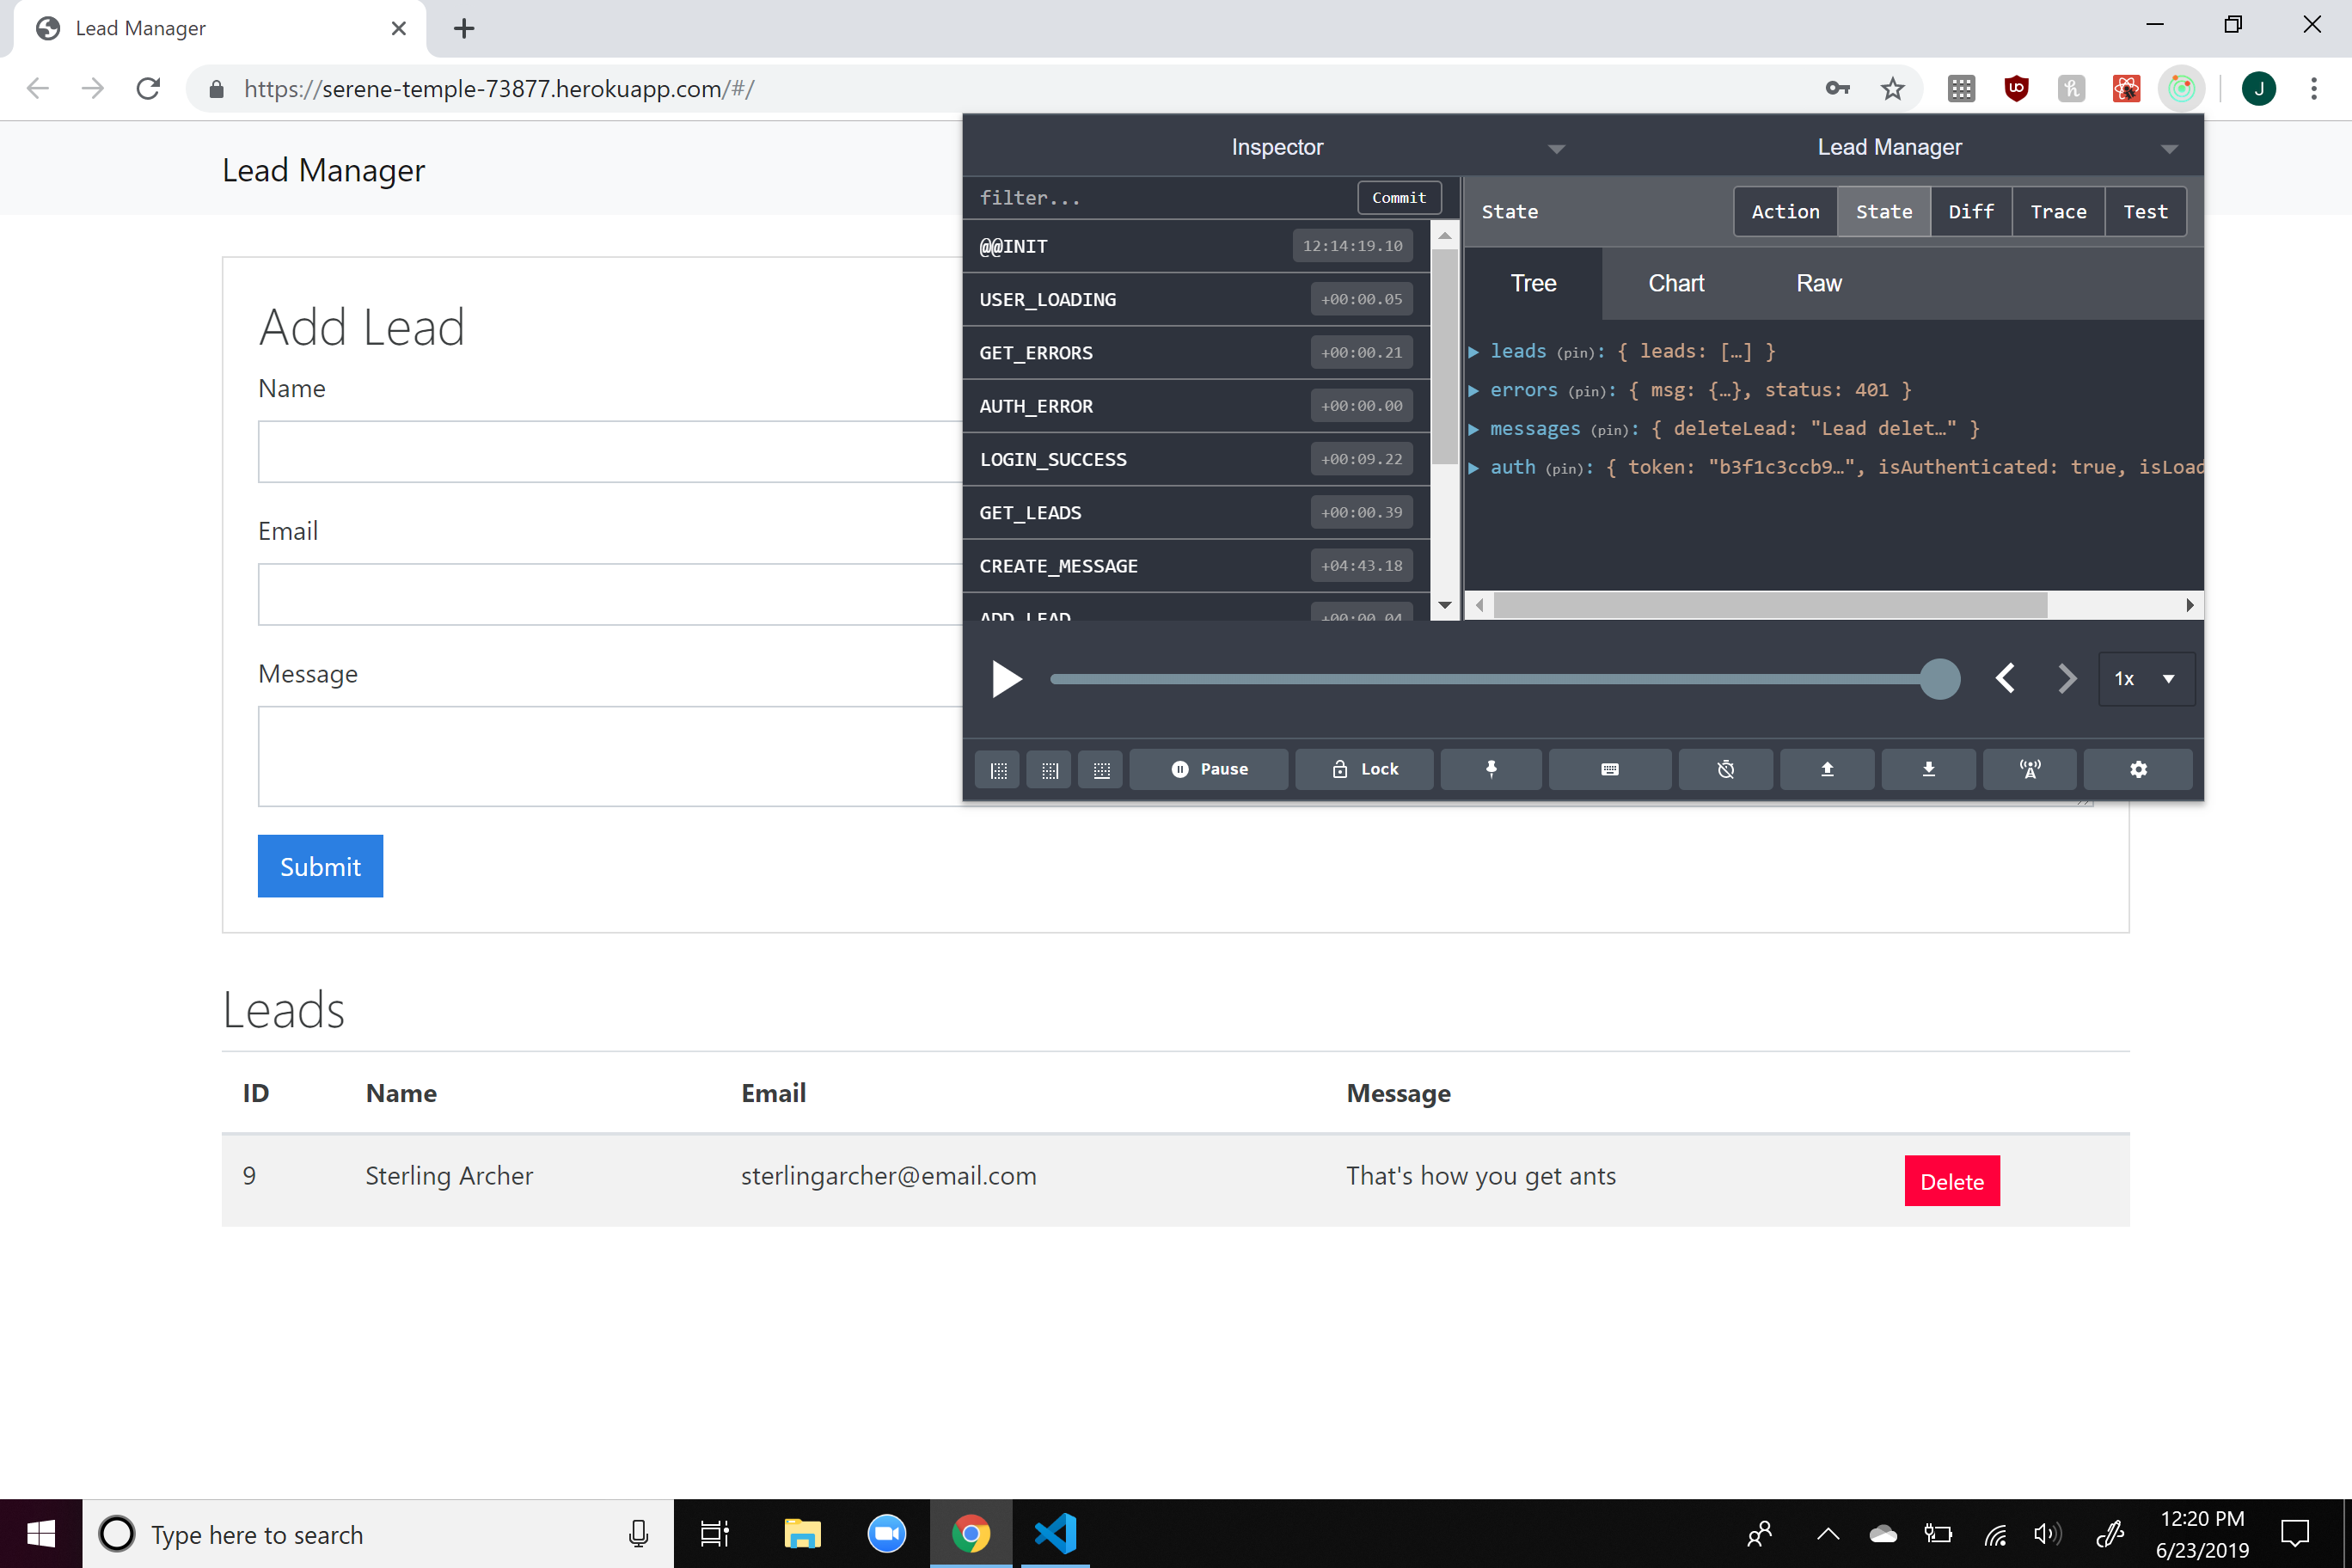 Lead Manager
https://serene-temple-73877.herokuapp.com/#/
J
Lead Manager
Inspector
Lead Manager
filter...
Commit
@@INIT 12:14:19.10
USER_LOADING +00:00.05
GET_ERRORS +00:00.21
AUTH_ERROR +00:00.00
LOGIN_SUCCESS +00:09.22
GET_LEADS +00:00.39
CREATE_MESSAGE +04:43.18
ADD_LEAD +00:00.04
State
Action State Diff Trace Test
Tree Chart Raw
leads (pin): { leads: […] }
errors (pin): { msg: {…}, status: 401 }
messages (pin): { deleteLead: "Lead delet…" }
auth (pin): { token: "b3f1c3ccb9…", isAuthenticated: true, isLoad
1x
Pause
Lock
Add Lead
Name
Email
Message
Submit
Leads
ID Name Email Message
9 Sterling Archer sterlingarcher@email.com That's how you get ants Delete
Type here to search
12:20 PM
6/23/2019